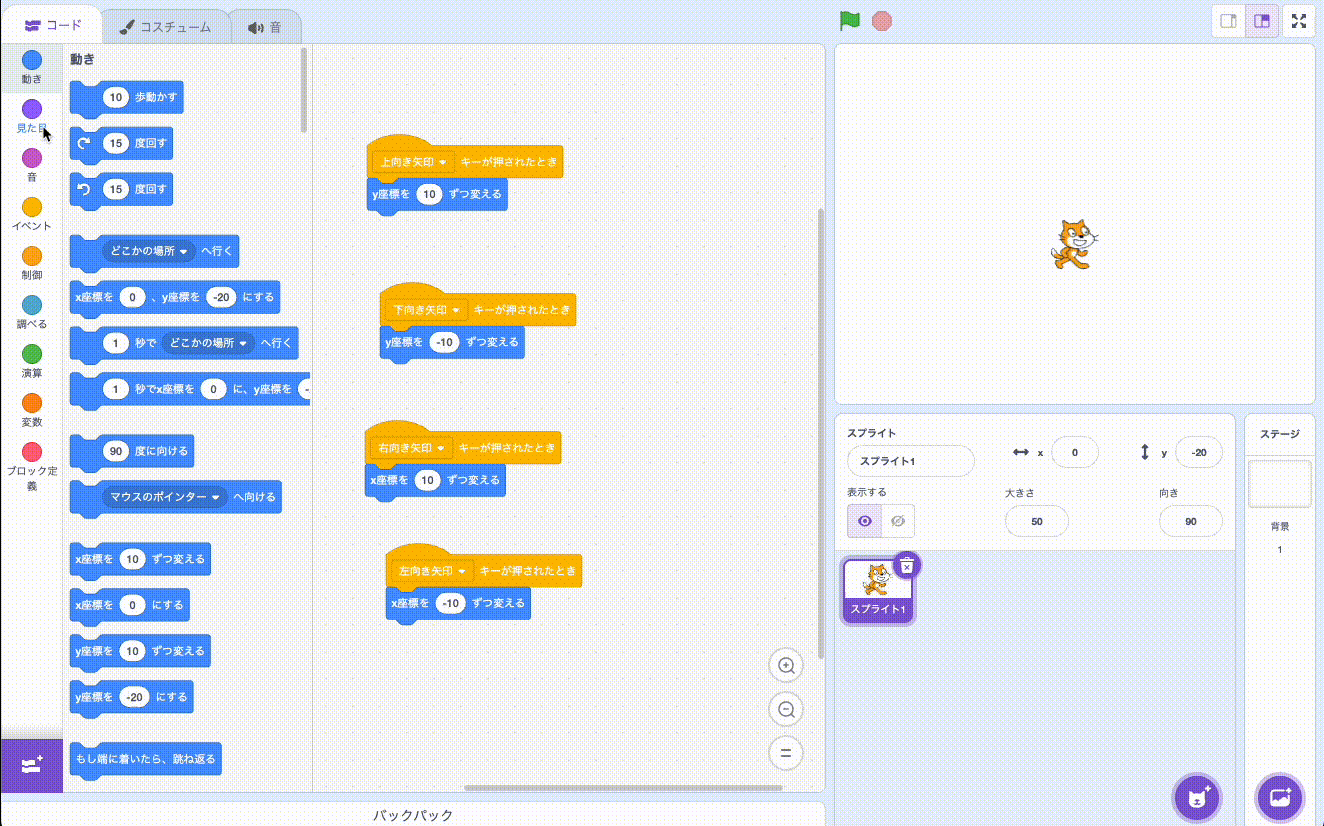 コード
コスチューム
音
動き
見た目
音
イベント
制御
調べる
演算
変数
ブロック定
義
動き
10 歩動かす
15 度回す
15 度回す
どこかの場所 へ行く
x座標を 0 、y座標を -20 にする
1 秒で どこかの場所 へ行く
1 秒でx座標を 0 に、y座標を -
90 度に向ける
マウスのポインター へ向ける
x座標を 10 ずつ変える
x座標を 0 にする
y座標を 10 ずつ変える
y座標を -20 にする
もし端に着いたら、跳ね返る
上向き矢印 キーが押されたとき
y座標を 10 ずつ変える
下向き矢印 キーが押されたとき
y座標を -10 ずつ変える
右向き矢印 キーが押されたとき
x座標を 10 ずつ変える
左向き矢印 キーが押されたとき
x座標を -10 ずつ変える
バックパック
スプライト
スプライト1
x 0
y -20
表示する
大きさ
50
向き
90
スプライト1
ステージ
背景
1